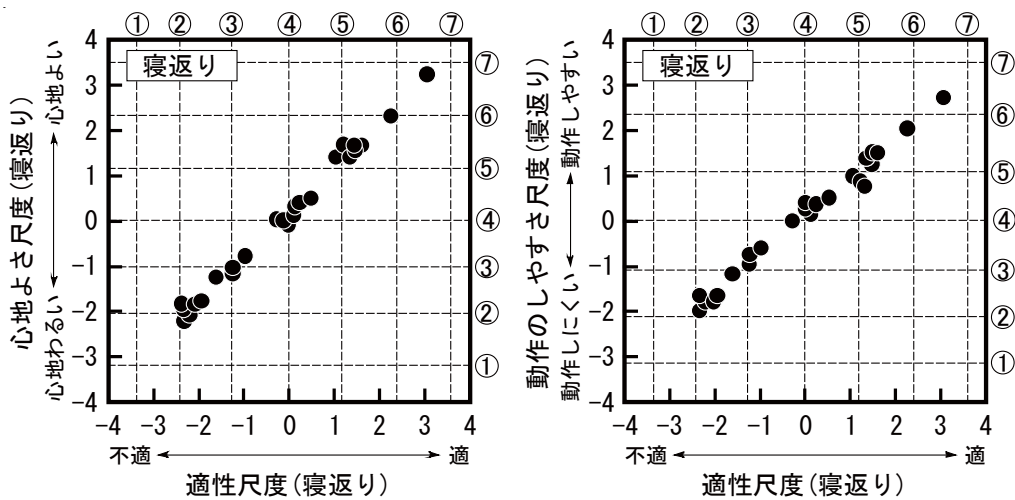 ① ② ③ ④ ⑤ ⑥ ⑦
4
3
2
1
0
−1
−2
−3
−4
寝返り
⑦
⑥
⑤
④
③
②
①
心地よさ尺度(寝返り)
心地わるい
心地よい
−4 −3 −2 −1 0 1 2 3 4
不適
適
適性尺度(寝返り)
① ② ③ ④ ⑤ ⑥ ⑦
4
3
2
1
0
−1
−2
−3
−4
寝返り
⑦
⑥
⑤
④
③
②
①
動作のしやすさ尺度(寝返り)
動作しにくい
動作しやすい
−4 −3 −2 −1 0 1 2 3 4
不適
適
適性尺度(寝返り)